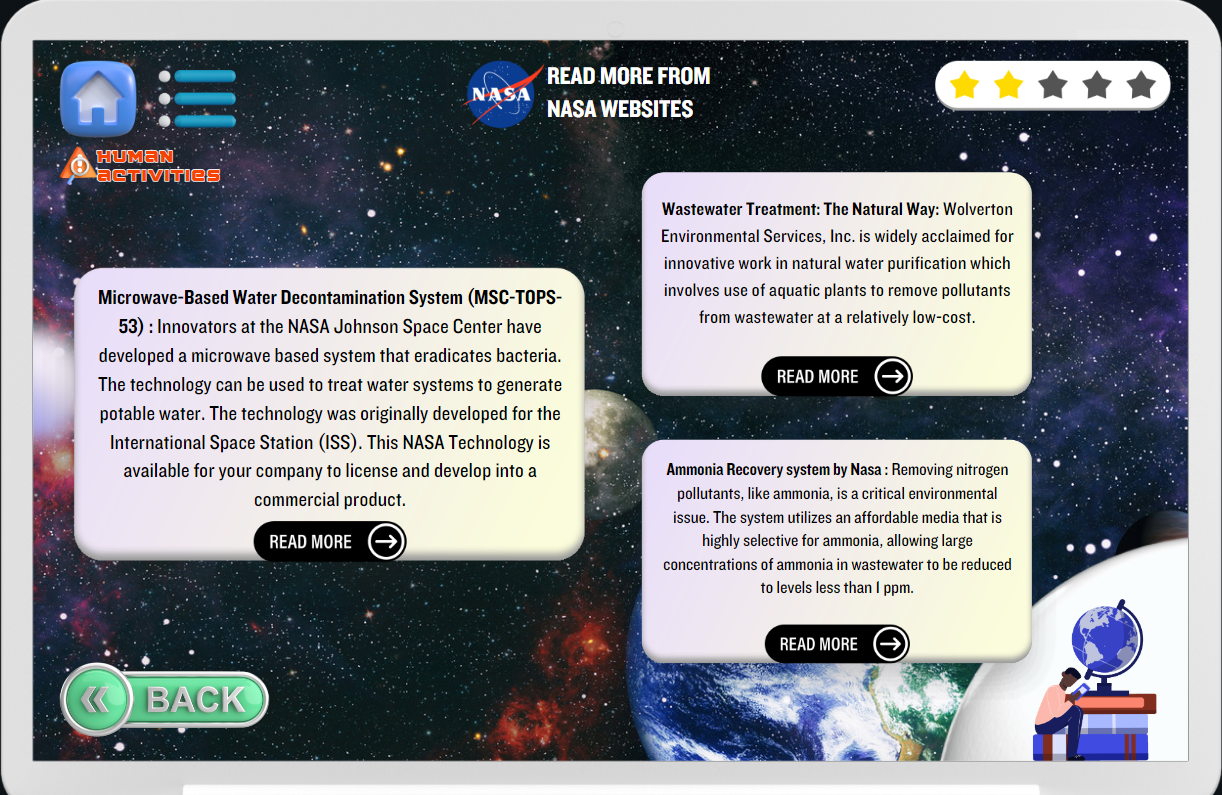 NASA
READ MORE FROM
NASA WEBSITES
HUMAN
ACTIVITIES
Microwave-Based Water Decontamination System (MSC-TOPS-
53) : Innovators at the NASA Johnson Space Center have
developed a microwave based system that eradicates bacteria.
The technology can be used to treat water systems to generate
potable water. The technology was originally developed for the
International Space Station (ISS). This NASA Technology is
available for your company to license and develop into a
commercial product.
READ MORE
Wastewater Treatment: The Natural Way: Wolverton
Environmental Services, Inc. is widely acclaimed for
innovative work in natural water purification which
involves use of aquatic plants to remove pollutants
from wastewater at a relatively low-cost.
READ MORE
Ammonia Recovery system by Nasa : Removing nitrogen
pollutants, like ammonia, is a critical environmental
issue. The system utilizes an affordable media that is
highly selective for ammonia, allowing large
concentrations of ammonia in wastewater to be reduced
to levels less than 1 ppm.
READ MORE
BACK